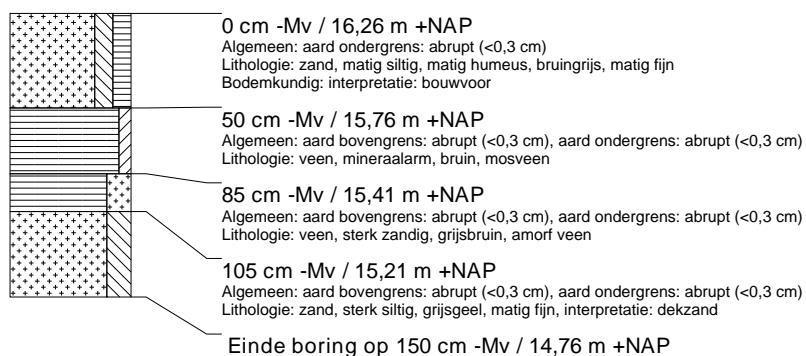 0 cm -Mv / 16,26 m +NAP
Algemeen: aard ondergrens: abrupt (<0,3 cm)
Lithologie: zand, matig siltig, matig humeus, bruingrijs, matig fijn
Bodemkundig: interpretatie: bouwvoor
50 cm -Mv / 15,76 m +NAP
Algemeen: aard bovengrens: abrupt (<0,3 cm), aard ondergrens: abrupt (<0,3 cm)
Lithologie: veen, mineraalarm, bruin, mosveen
85 cm -Mv / 15,41 m +NAP
Algemeen: aard bovengrens: abrupt (<0,3 cm), aard ondergrens: abrupt (<0,3 cm)
Lithologie: veen, sterk zandig, grijsbruin, amorf veen
105 cm -Mv / 15,21 m +NAP
Algemeen: aard bovengrens: abrupt (<0,3 cm), aard ondergrens: abrupt (<0,3 cm)
Lithologie: zand, sterk siltig, grijsgeel, matig fijn, interpretatie: dekzand
Einde boring op 150 cm -Mv / 14,76 m +NAP